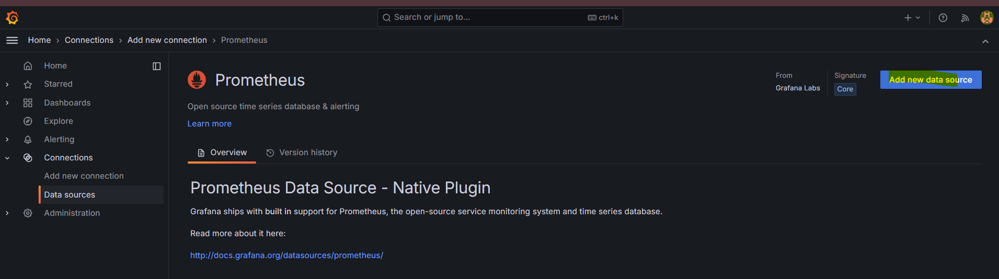 Search or jump to...
ctrl+k
Home › Connections › Add new connection › Prometheus
Home
Starred
Dashboards
Explore
Alerting
Connections
Add new connection
Data sources
Administration
Prometheus
From
Grafana Labs
Signature
Core
Add new data source
Open source time series database & alerting
Learn more
Overview
Version history
Prometheus Data Source - Native Plugin
Grafana ships with built in support for Prometheus, the open-source service monitoring system and time series database.
Read more about it here:
http://docs.grafana.org/datasources/prometheus/